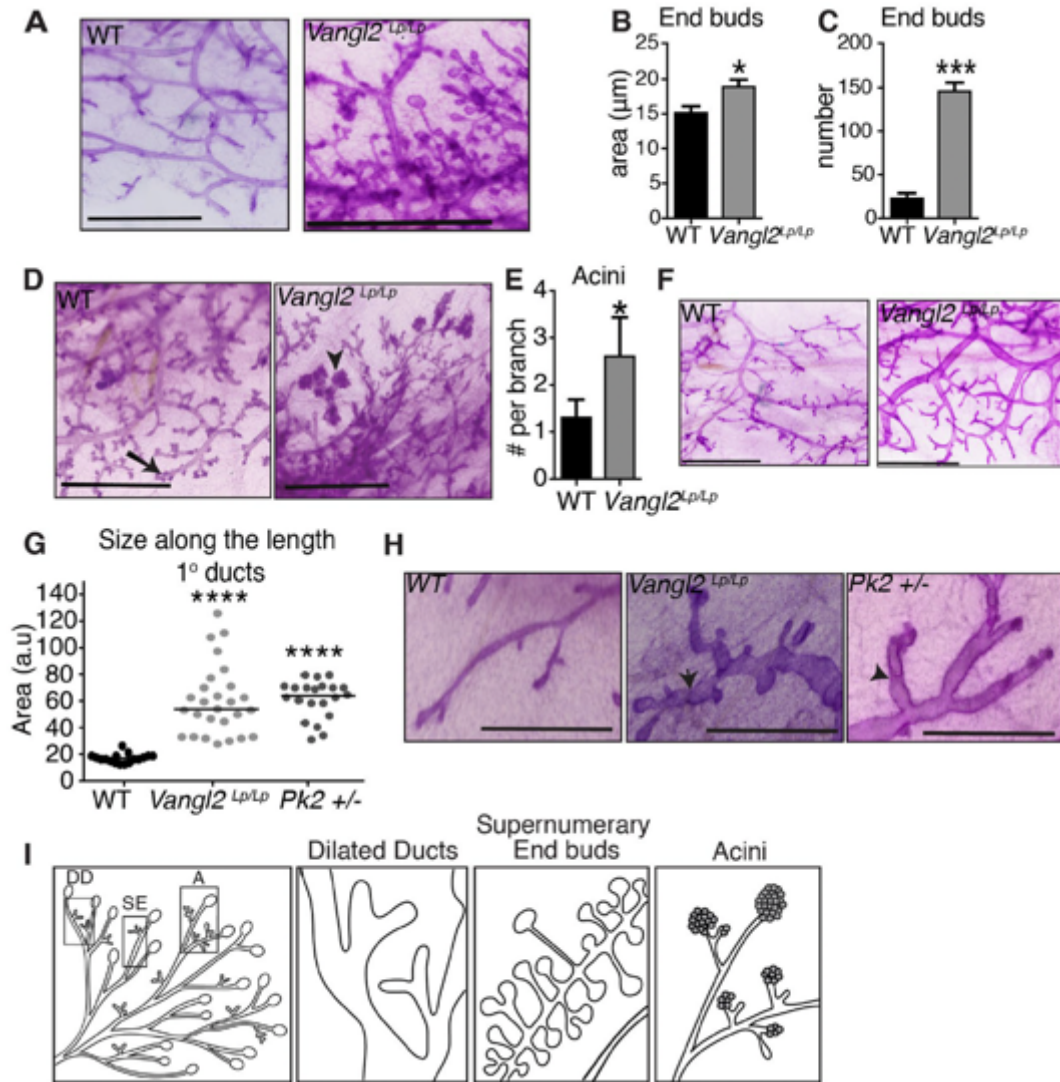 A
WT
Vangl2 Lp/Lp
B
End buds
area (µm)
25
20
15
10
5
0
*
WT Vangl2Lp/Lp
C
End buds
number
200
150
100
50
0
***
WT Vangl2Lp/Lp
D
WT
Vangl2 Lp/Lp
E
Acini
# per branch
4
3
2
1
0
*
WT Vangl2Lp/Lp
F
WT
Vangl2 Lp/Lp
G
Size along the length
1° ducts
Area (a.u)
140
120
100
80
60
40
20
0
****
****
WT Vangl2 Lp/Lp Pk2 +/-
H
WT
Vangl2 Lp/Lp
Pk2 +/-
I
DD
SE
A
Dilated Ducts
Supernumerary
End buds
Acini